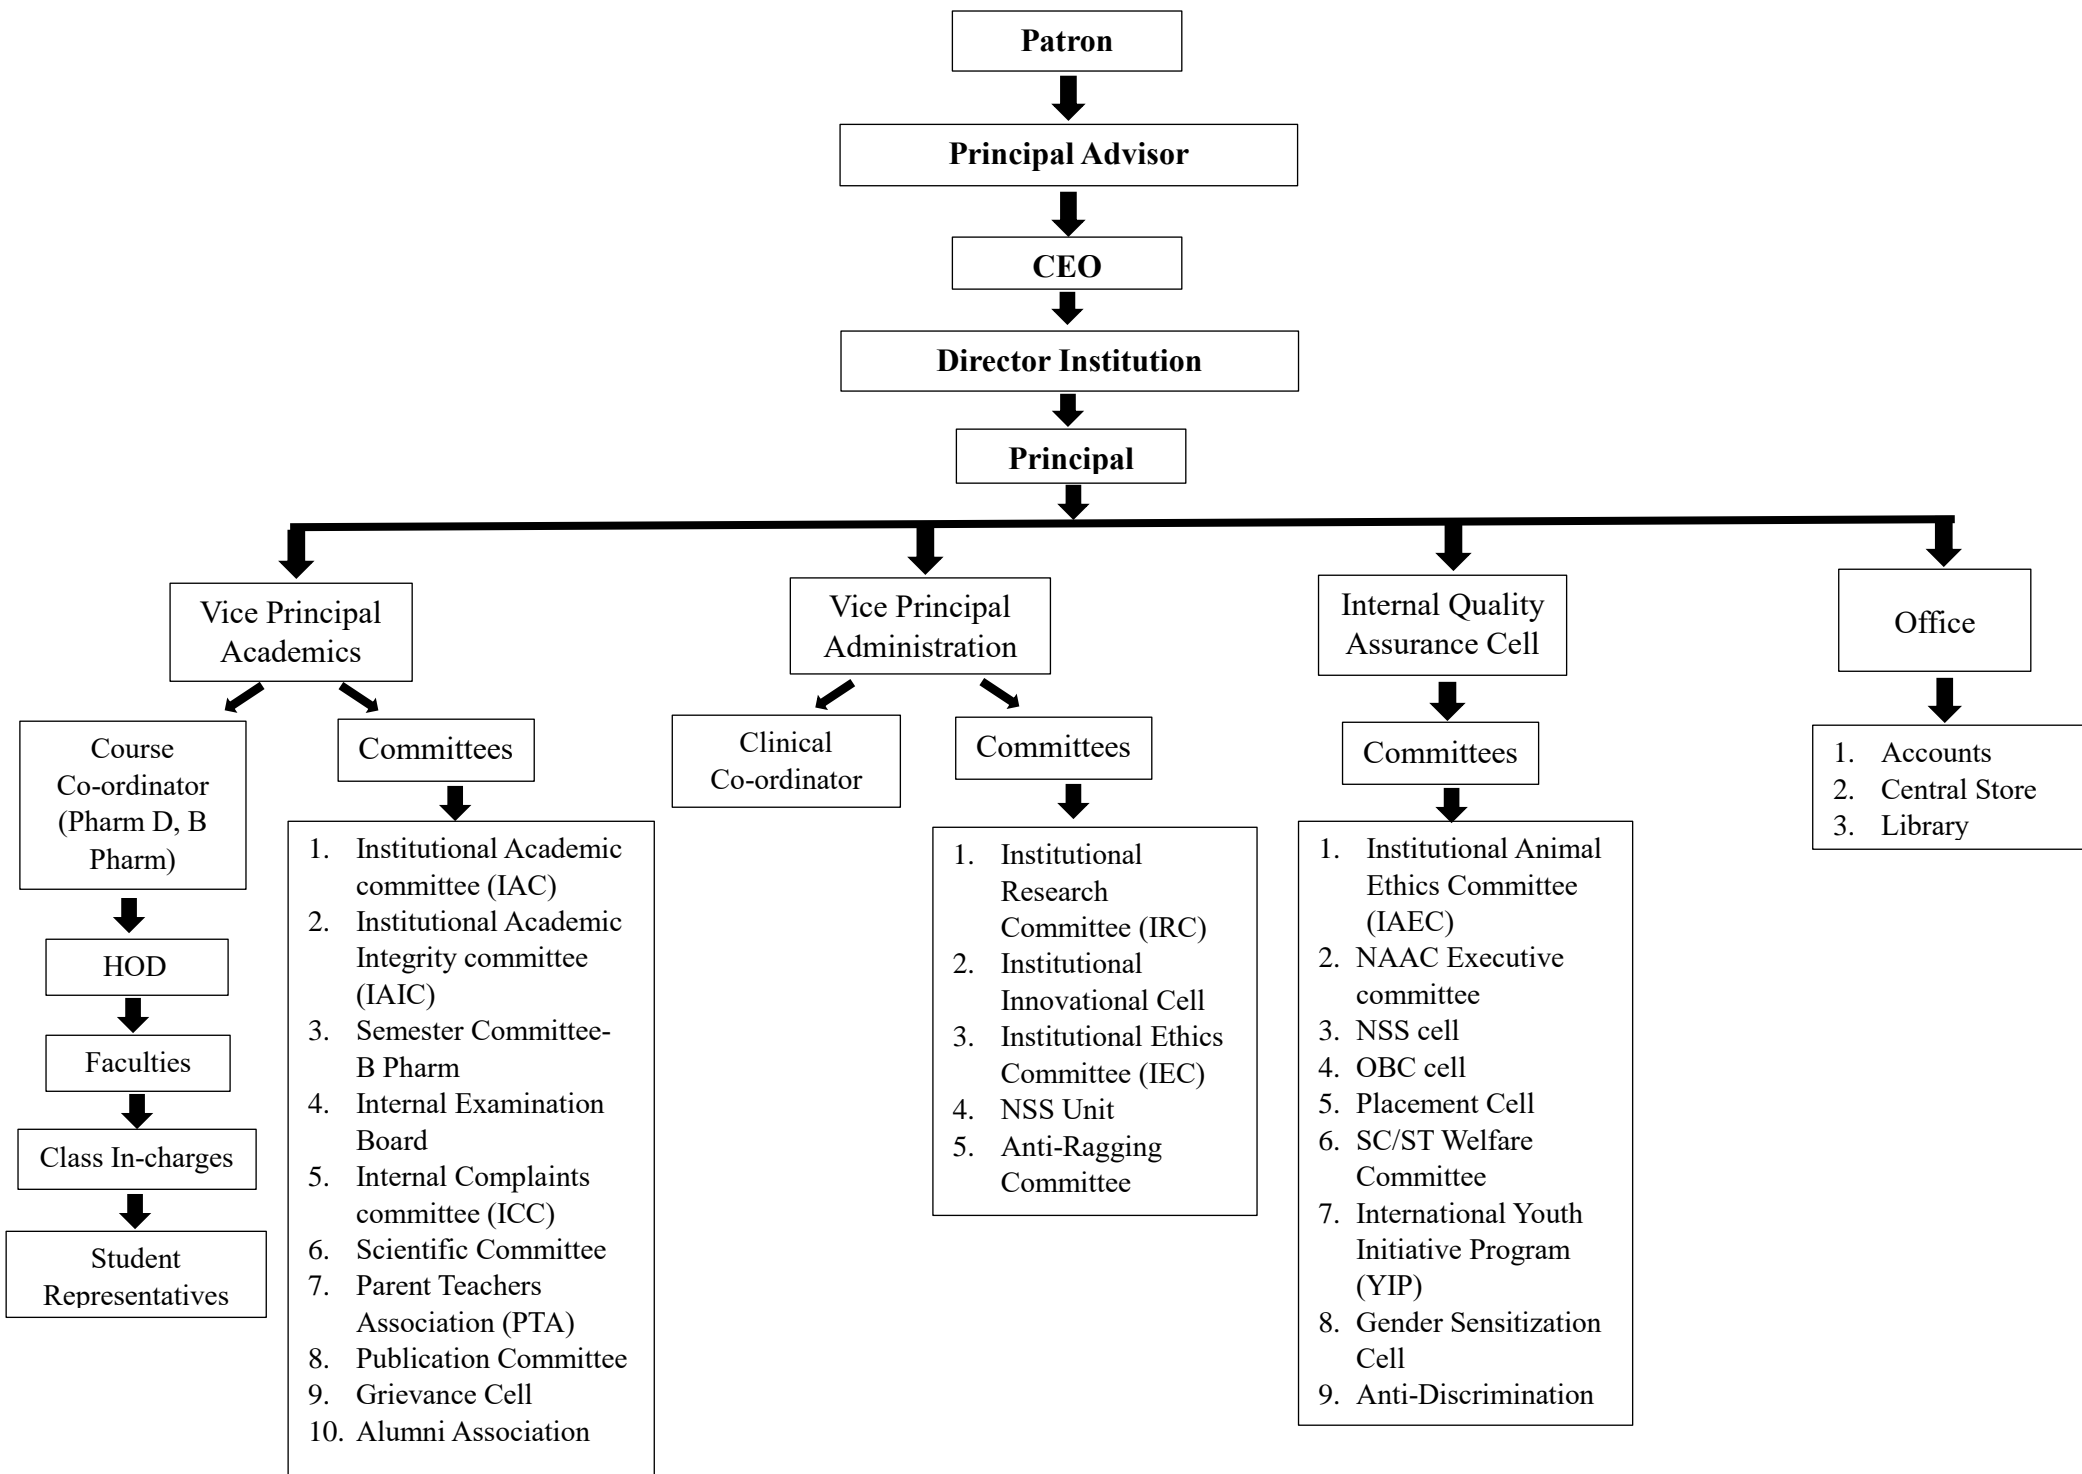 Patron
Principal Advisor
CEO
Director Institution
Principal
Vice Principal
Academics
Vice Principal
Administration
Internal Quality
Assurance Cell
Office
Course
Co-ordinator
(Pharm D, B
Pharm)
HOD
Faculties
Class In-charges
Student
Representatives
Committees
1. Institutional Academic
committee (IAC)
2. Institutional Academic
Integrity committee
(IAIC)
3. Semester Committee-
B Pharm
4. Internal Examination
Board
5. Internal Complaints
committee (ICC)
6. Scientific Committee
7. Parent Teachers
Association (PTA)
8. Publication Committee
9. Grievance Cell
10. Alumni Association
Clinical
Co-ordinator
Committees
1. Institutional
Research
Committee (IRC)
2. Institutional
Innovational Cell
3. Institutional Ethics
Committee (IEC)
4. NSS Unit
5. Anti-Ragging
Committee
Committees
1. Institutional Animal
Ethics Committee
(IAEC)
2. NAAC Executive
committee
3. NSS cell
4. OBC cell
5. Placement Cell
6. SC/ST Welfare
Committee
7. International Youth
Initiative Program
(YIP)
8. Gender Sensitization
Cell
9. Anti-Discrimination
1. Accounts
2. Central Store
3. Library